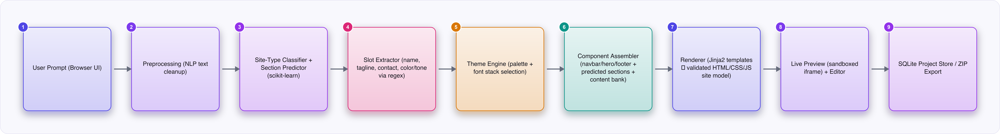 1
User Prompt (Browser UI)
2
Preprocessing (NLP text
cleanup)
3
Site-Type Classifier +
Section Predictor
(scikit-learn)
4
Slot Extractor (name,
tagline, contact, color/tone
via regex)
5
Theme Engine (palette +
font stack selection)
6
Component Assembler
(navbar/hero/footer +
predicted sections +
content bank)
7
Renderer (Jinja2 templates
▯ validated HTML/CSS/JS
site model)
8
Live Preview (sandboxed
iframe) + Editor
9
SQLite Project Store / ZIP
Export